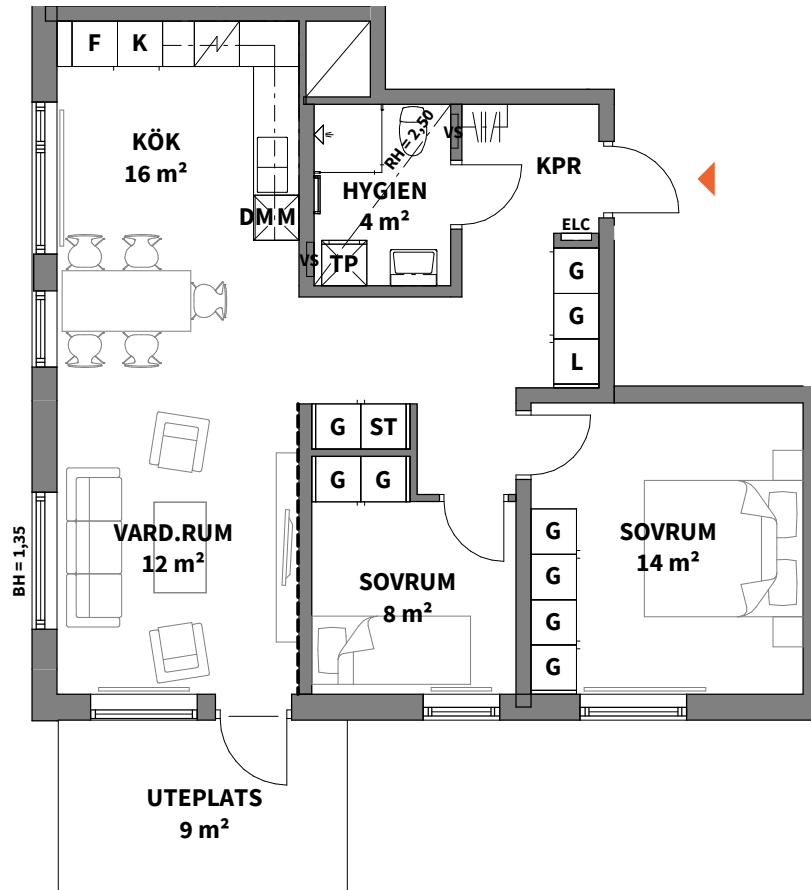 F
K
KÖK
16 m²
DM M
VS
RH = 2,50
HYGIEN
4 m²
VS
TP
KPR
ELC
G
G
L
G
ST
G
G
VARD.RUM
12 m²
BH = 1,35
SOVRUM
8 m²
G
G
G
G
SOVRUM
14 m²
UTEPLATS
9 m²